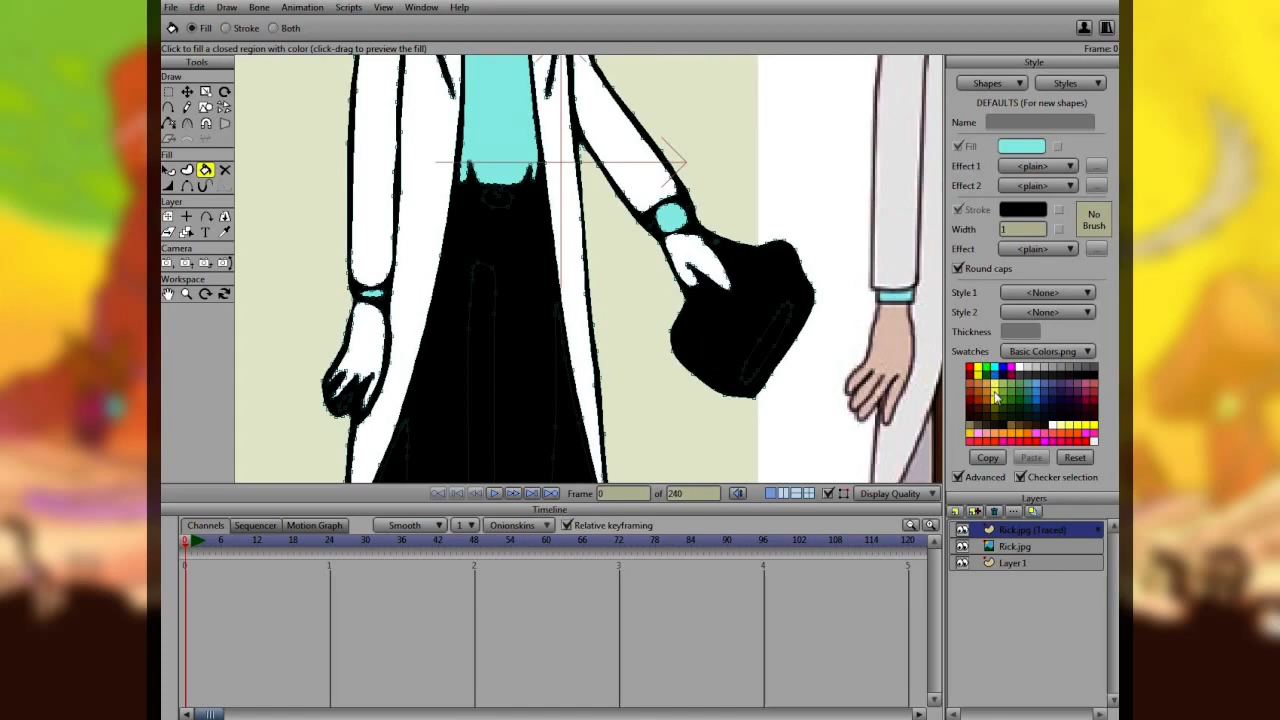 File Edit Draw Bone Animation Scripts View Window Help
Fill Stroke Both
Click to fill a closed region with color (click-drag to preview the fill) Frame: 0
Tools
Draw
Fill
Layer
Camera
Workspace
Style
Shapes Styles
DEFAULTS (For new shapes)
Name
Fill
Effect 1 <plain> ...
Effect 2 <plain> ...
Stroke
No Brush
Width 1
Effect <plain> ...
Round caps
Style 1 <None>
Style 2 <None>
Thickness
Swatches Basic Colors.png
Copy Paste Reset
Advanced Checker selection
Frame 0 of 240 Display Quality
Timeline
Channels Sequencer Motion Graph Smooth 1 Onionskins Relative keyframing
0 6 12 18 24 30 36 42 48 54 60 66 72 78 84 90 96 102 108 114 120
0 1 2 3 4 5
Layers
Rick.jpg (Traced)
Rick.jpg
Layer 1